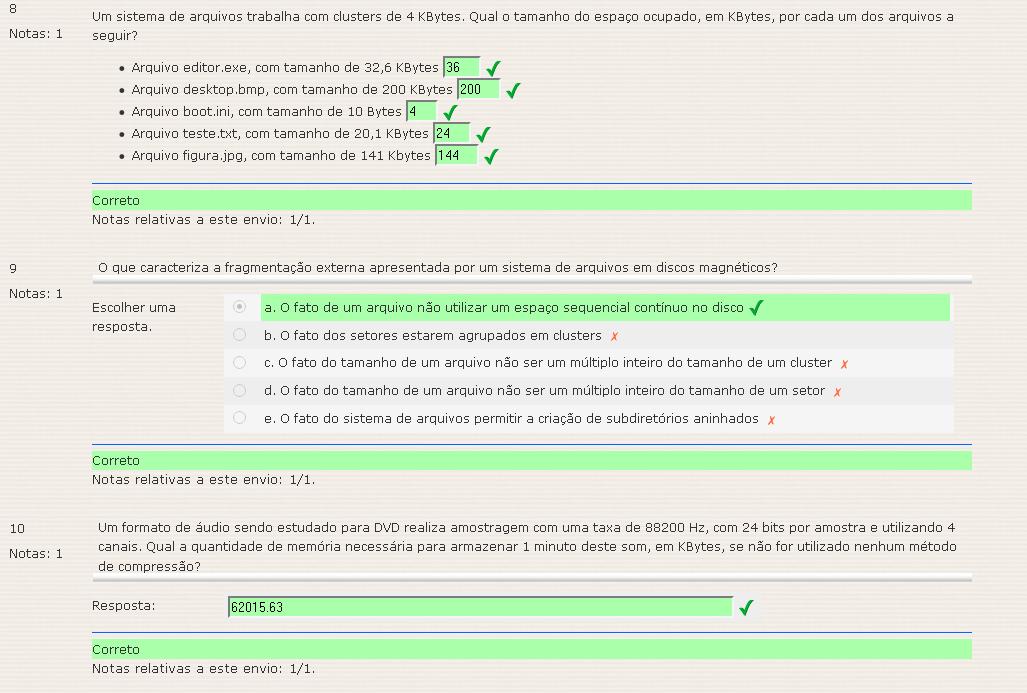 8
Notas: 1
Um sistema de arquivos trabalha com clusters de 4 KBytes. Qual o tamanho do espaço ocupado, em KBytes, por cada um dos arquivos a
seguir?
• Arquivo editor.exe, com tamanho de 32,6 KBytes 36
• Arquivo desktop.bmp, com tamanho de 200 KBytes 200
• Arquivo boot.ini, com tamanho de 10 Bytes 4
• Arquivo teste.txt, com tamanho de 20,1 KBytes 24
• Arquivo figura.jpg, com tamanho de 141 Kbytes 144
Correto
Notas relativas a este envio: 1/1.
9
Notas: 1
O que caracteriza a fragmentação externa apresentada por um sistema de arquivos em discos magnéticos?
Escolher uma
resposta.
a. O fato de um arquivo não utilizar um espaço sequencial contínuo no disco
b. O fato dos setores estarem agrupados em clusters
c. O fato do tamanho de um arquivo não ser um múltiplo inteiro do tamanho de um cluster
d. O fato do tamanho de um arquivo não ser um múltiplo inteiro do tamanho de um setor
e. O fato do sistema de arquivos permitir a criação de subdiretórios aninhados
Correto
Notas relativas a este envio: 1/1.
10
Notas: 1
Um formato de áudio sendo estudado para DVD realiza amostragem com uma taxa de 88200 Hz, com 24 bits por amostra e utilizando 4
canais. Qual a quantidade de memória necessária para armazenar 1 minuto deste som, em KBytes, se não for utilizado nenhum método
de compressão?
Resposta:
62015.63
Correto
Notas relativas a este envio: 1/1.